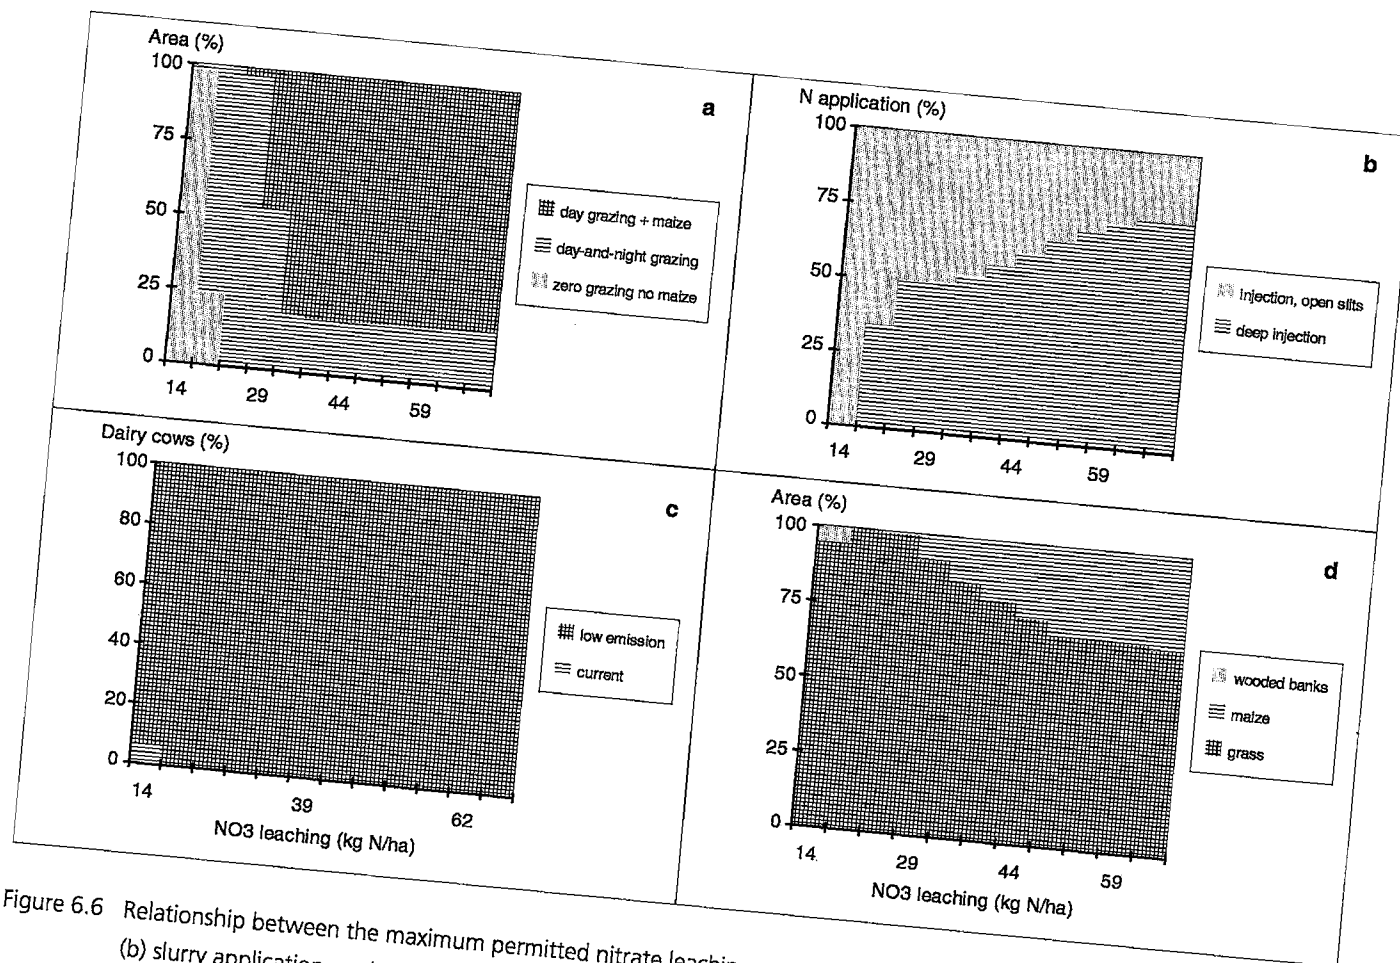 Area (%)
100
75
50
25
0
14 29 44 59
a
day grazing + maize
day-and-night grazing
zero grazing no maize
N application (%)
100
75
50
25
0
14 29 44 59
b
injection, open slits
deep injection
Dairy cows (%)
100
80
60
40
20
0
14 39 62
NO3 leaching (kg N/ha)
c
low emission
current
Area (%)
100
75
50
25
0
14 29 44 59
NO3 leaching (kg N/ha)
d
wooded banks
maize
grass
Figure 6.6 Relationship between the maximum permitted nitrate
(b) slurry